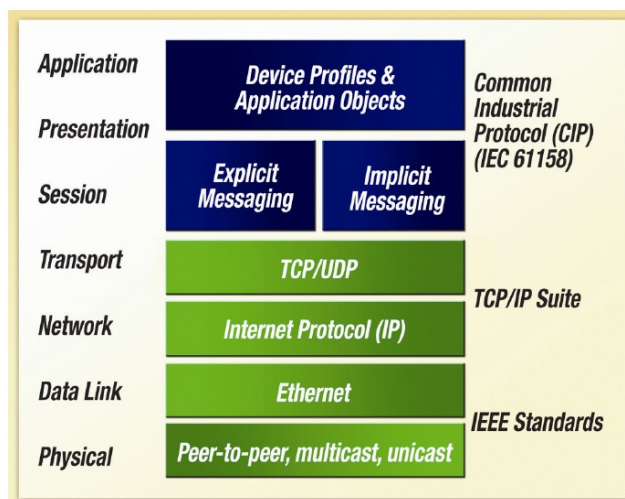 Application
Device Profiles &
Application Objects
Common
Industrial
Protocol (CIP)
(IEC 61158)
Presentation
Explicit
Messaging
Implicit
Messaging
Session
Transport
TCP/UDP
TCP/IP Suite
Network
Internet Protocol (IP)
Data Link
Ethernet
IEEE Standards
Physical
Peer-to-peer, multicast, unicast